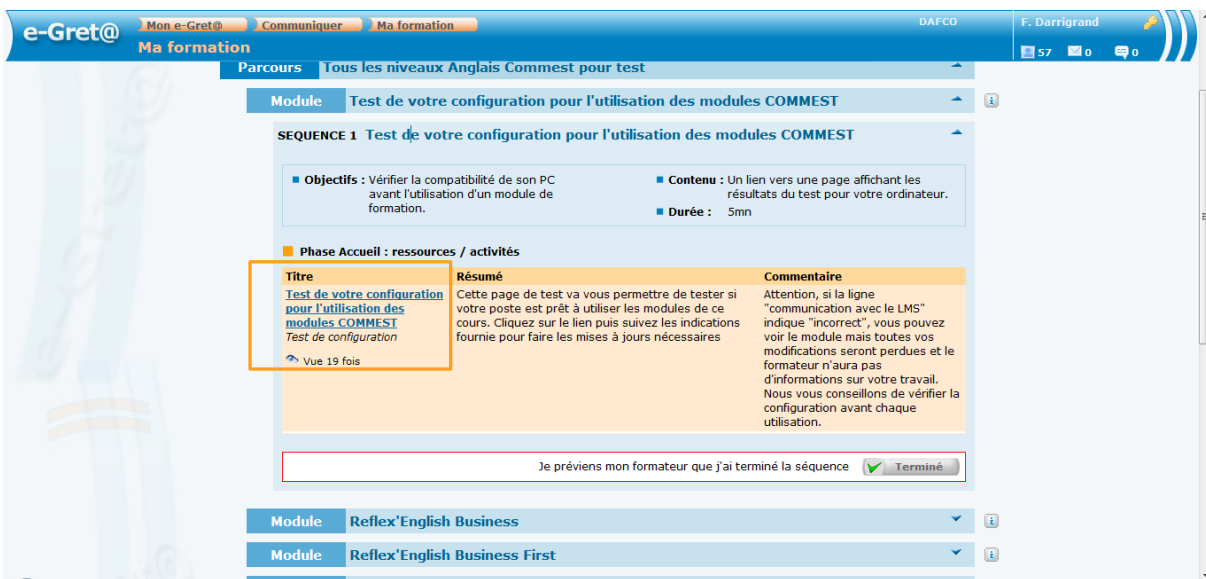 e-Gret@
Mon e-Gret@
Communiquer
Ma formation
DAFCO
F. Darrigrand
Ma formation
57
0
0
Parcours Tous les niveaux Anglais Commest pour test
Module Test de votre configuration pour l'utilisation des modules COMMEST
SEQUENCE 1 Test de votre configuration pour l'utilisation des modules COMMEST
Objectifs : Vérifier la compatibilité de son PC
avant l'utilisation d'un module de
formation.
Contenu : Un lien vers une page affichant les
résultats du test pour votre ordinateur.
Durée : 5mn
Phase Accueil : ressources / activités
Titre
Test de votre configuration
pour l'utilisation des
modules COMMEST
Test de configuration
Vue 19 fois
Résumé
Cette page de test va vous permettre de tester si
votre poste est prêt à utiliser les modules de ce
cours. Cliquez sur le lien puis suivez les indications
fournie pour faire les mises à jours nécessaires
Commentaire
Attention, si la ligne
"communication avec le LMS"
indique "incorrect", vous pouvez
voir le module mais toutes vos
modifications seront perdues et le
formateur n'aura pas
d'informations sur votre travail.
Nous vous conseillons de vérifier la
configuration avant chaque
utilisation.
Je préviens mon formateur que j'ai terminé la séquence Terminé
Module Reflex'English Business
Module Reflex'English Business First